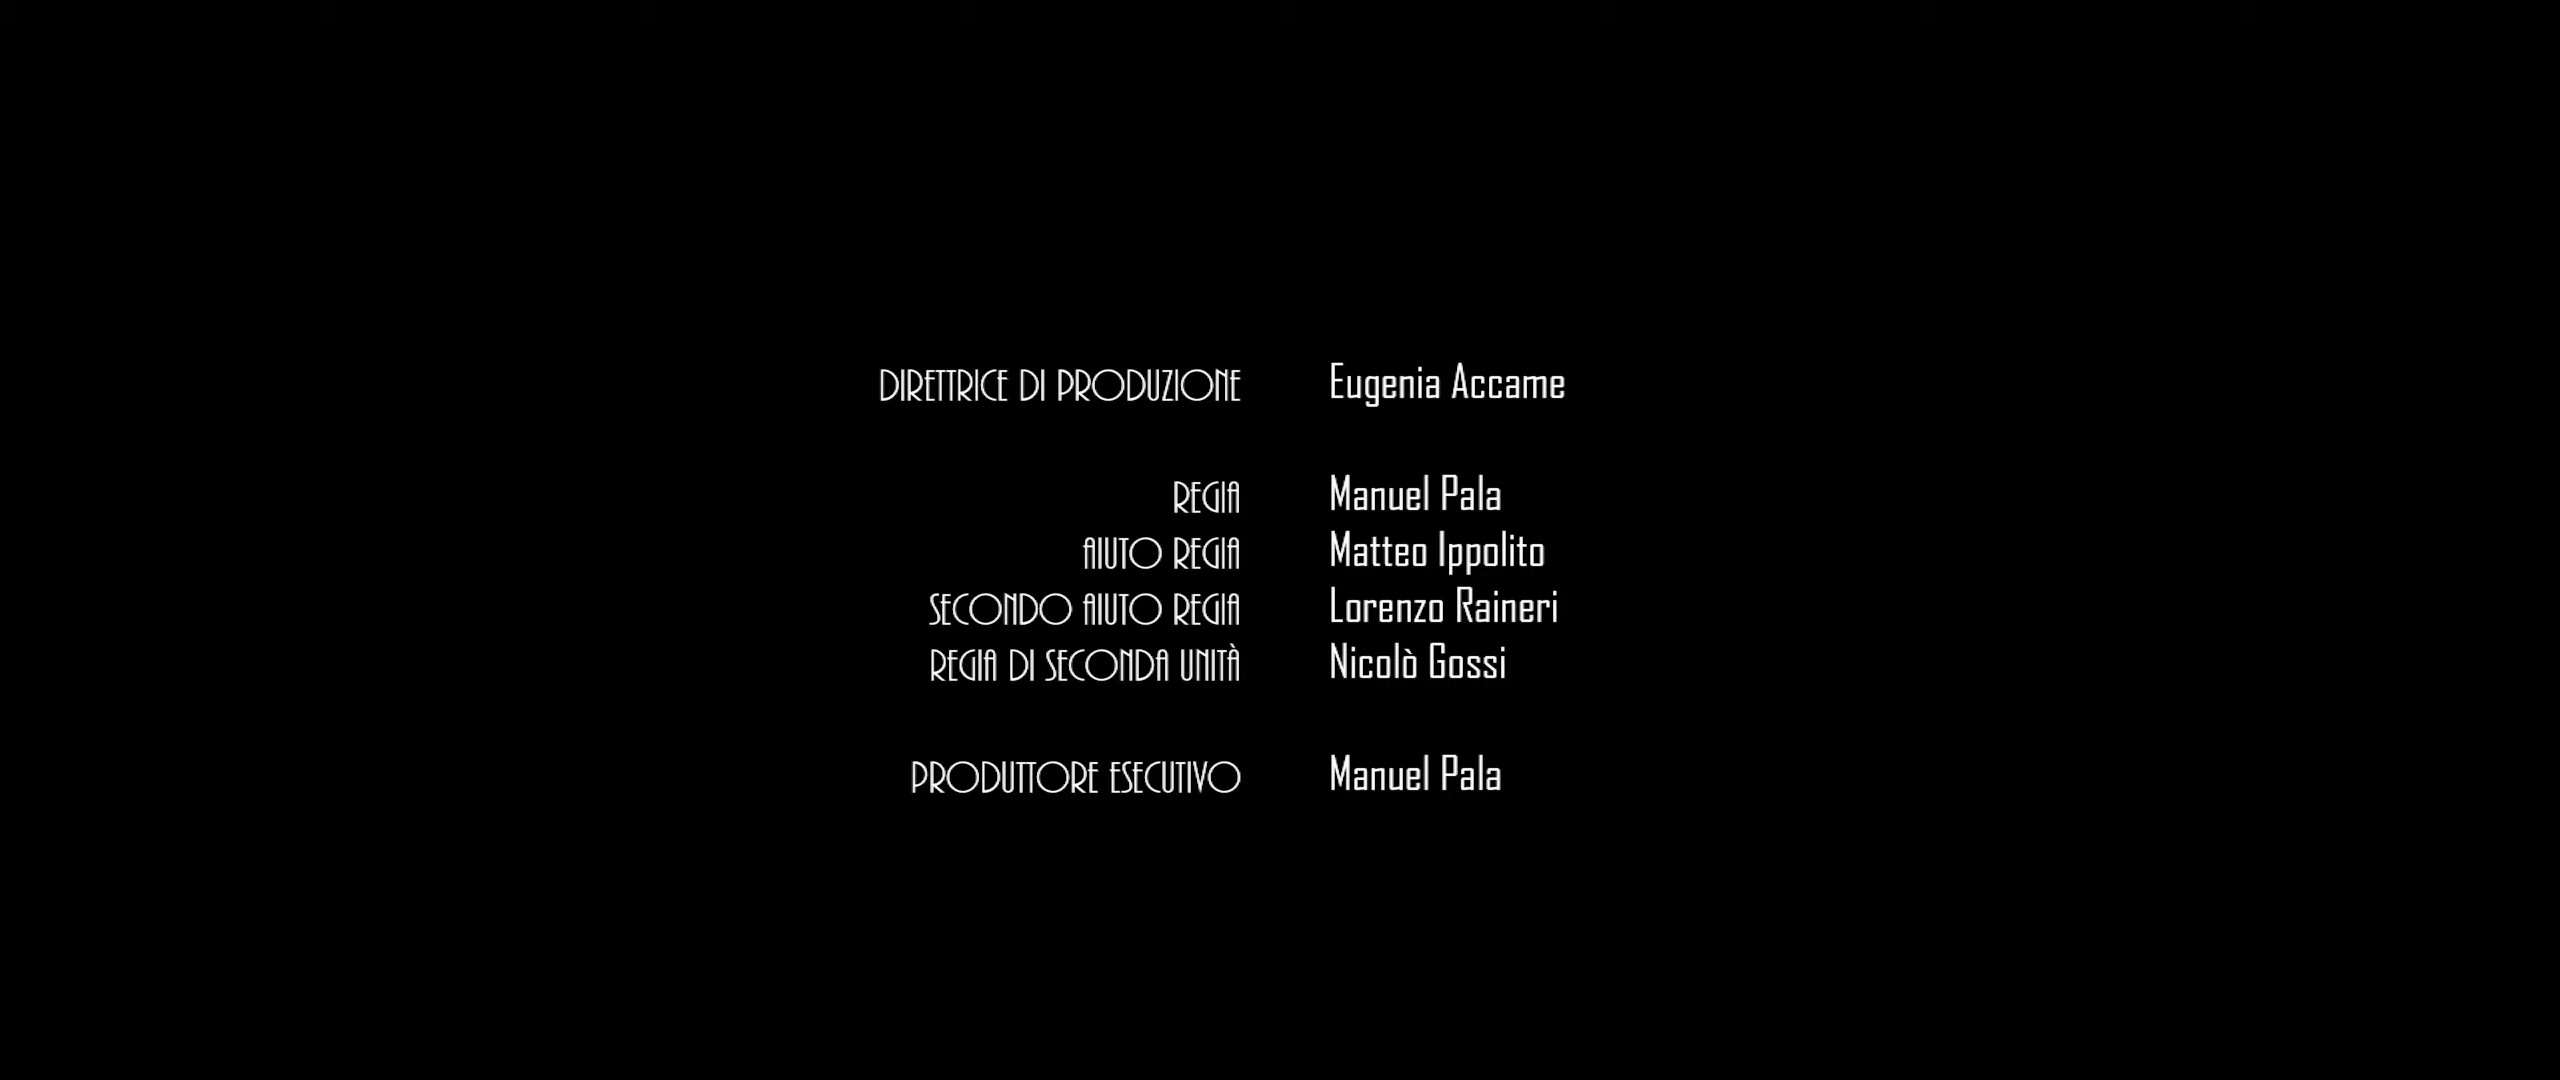 DIRETTRICE DI PRODUZIONE Eugenia Accame
REGIA Manuel Pala
AIUTO REGIA Matteo Ippolito
SECONDO AIUTO REGIA Lorenzo Raineri
REGIA DI SECONDA UNITÀ Nicolò Gossi
PRODUTTORE ESECUTIVO Manuel Pala